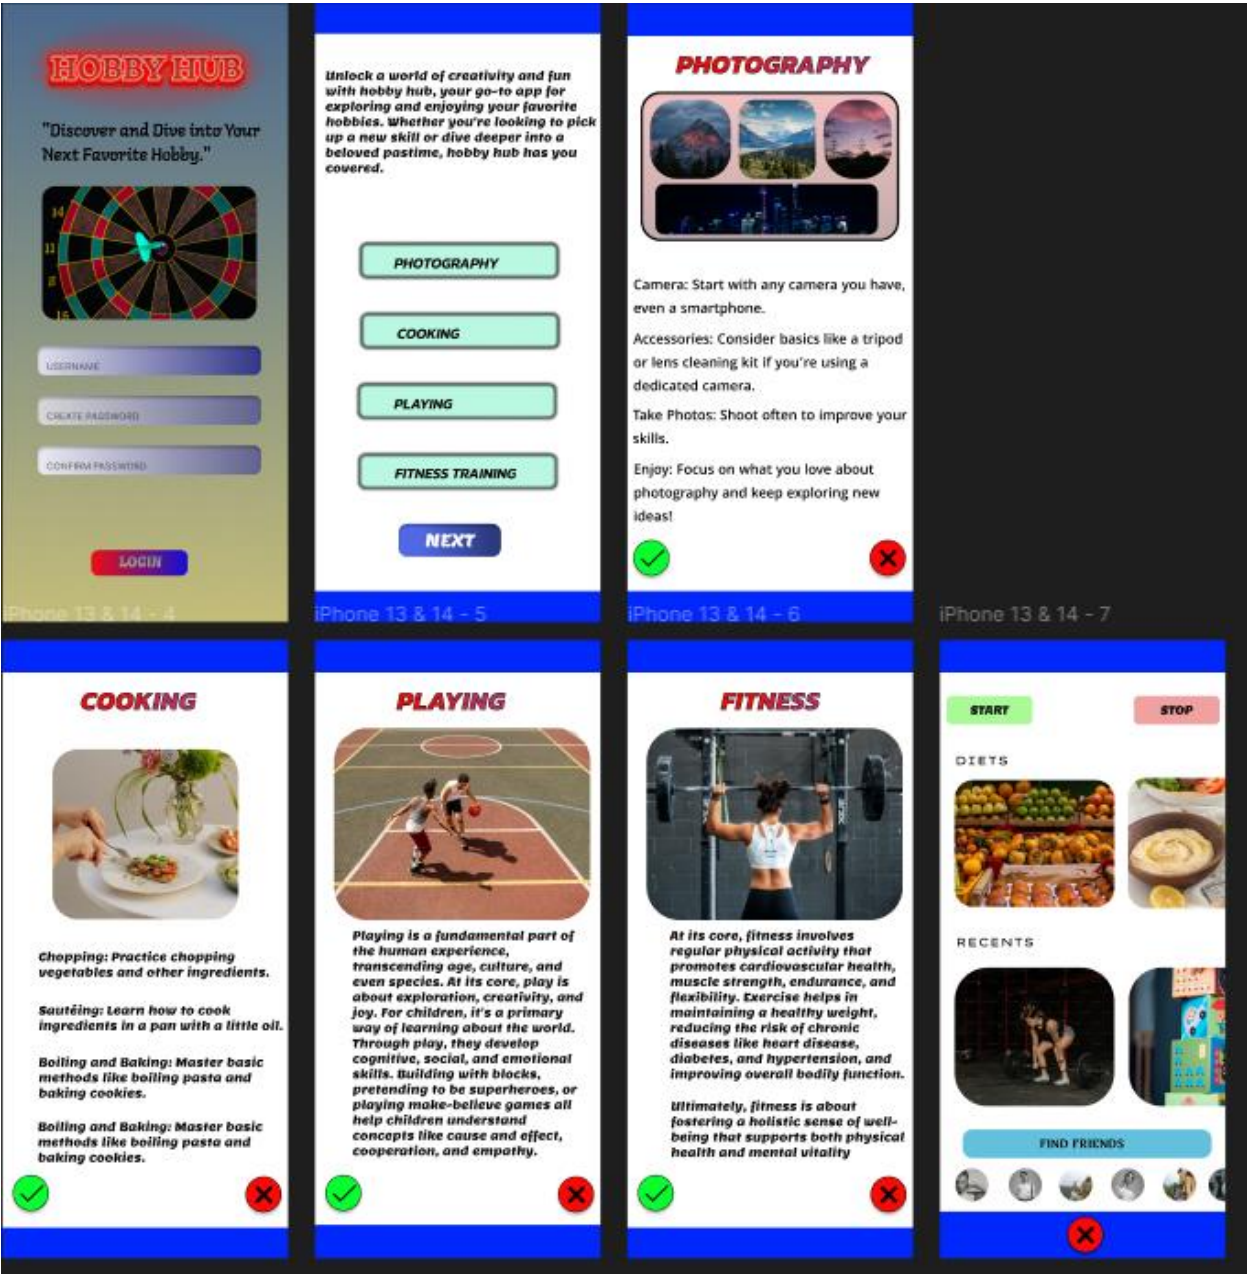 HOBBY HUB
"Discover and Dive into Your
Next Favorite Hobby."
14
11
8
16
USERNAME
CREATE PASSWORD
CONFIRM PASSWORD
LOGIN
Unlock a world of creativity and fun
with hobby hub, your go-to app for
exploring and enjoying your favorite
hobbies. Whether you're looking to pick
up a new skill or dive deeper into a
beloved pastime, hobby hub has you
covered.
PHOTOGRAPHY
COOKING
PLAYING
FITNESS TRAINING
NEXT
PHOTOGRAPHY
Camera: Start with any camera you have,
even a smartphone.
Accessories: Consider basics like a tripod
or lens cleaning kit if you're using a
dedicated camera.
Take Photos: Shoot often to improve your
skills.
Enjoy: Focus on what you love about
photography and keep exploring new
ideas!
iPhone 13 & 14 - 4
iPhone 13 & 14 - 5
iPhone 13 & 14 - 6
iPhone 13 & 14 - 7
COOKING
Chopping: Practice chopping
vegetables and other ingredients.
Sautéing: Learn how to cook
ingredients in a pan with a little oil.
Boiling and Baking: Master basic
methods like boiling pasta and
baking cookies.
Boiling and Baking: Master basic
methods like boiling pasta and
baking cookies.
PLAYING
Playing is a fundamental part of
the human experience,
transcending age, culture, and
even species. At its core, play is
about exploration, creativity, and
joy. For children, it's a primary
way of learning about the world.
Through play, they develop
cognitive, social, and emotional
skills. Building with blocks,
pretending to be superheroes, or
playing make-believe games all
help children understand
concepts like cause and effect,
cooperation, and empathy.
FITNESS
At its core, fitness involves
regular physical activity that
promotes cardiovascular health,
muscle strength, endurance, and
flexibility. Exercise helps in
maintaining a healthy weight,
reducing the risk of chronic
diseases like heart disease,
diabetes, and hypertension, and
improving overall bodily function.
Ultimately, fitness is about
fostering a holistic sense of well-
being that supports both physical
health and mental vitality
START
STOP
DIETS
RECENTS
FIND FRIENDS